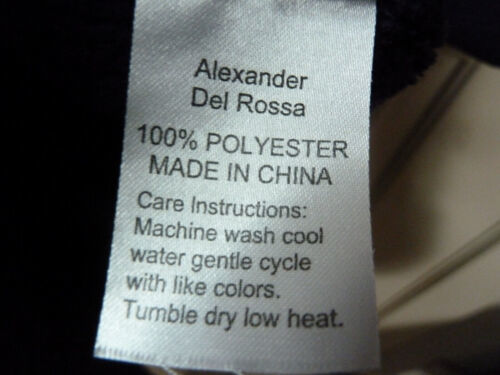 Alexander
Del Rossa
100% POLYESTER
MADE IN CHINA
Care Instructions:
Machine wash cool
water gentle cycle
with like colors.
Tumble dry low heat.